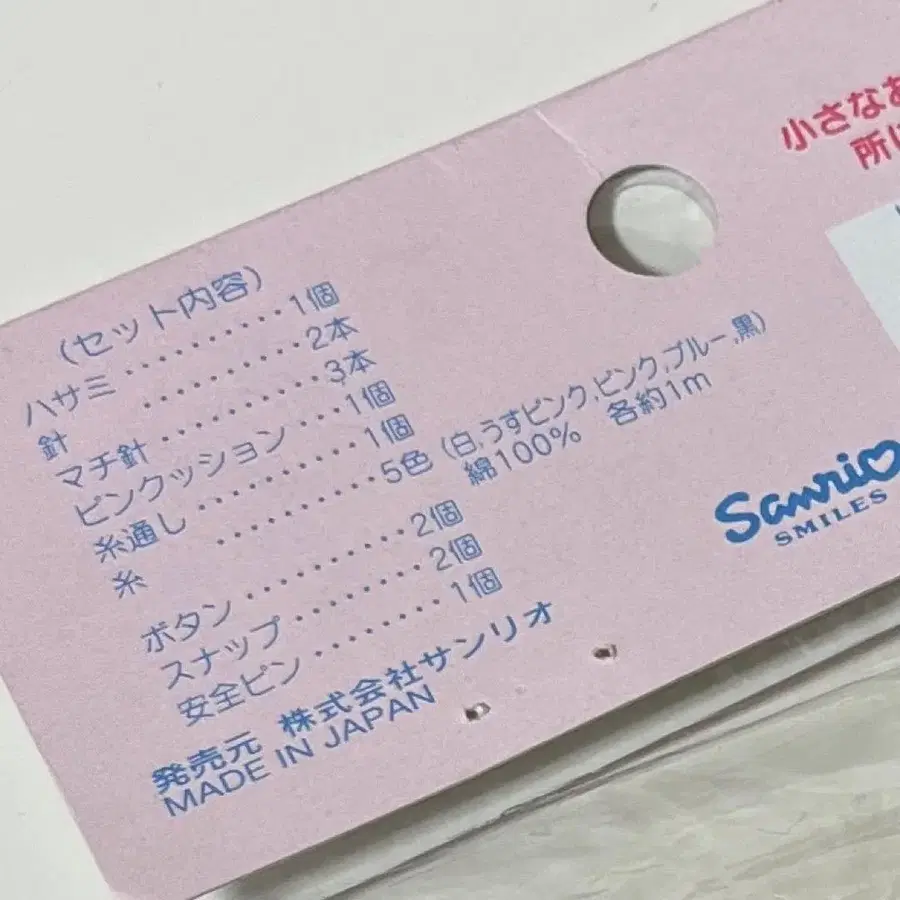 (セット内容)
ハサミ・・・・・・・・・・1個
針・・・・・・・・・・2本
マチ針・・・・・・・・・・3本
ピンクッション・・・1個
糸通し・・・・・・・・・・1個
糸・・・・・・・・・・5色(白,うすピンク,ピンク,ブルー,黒)
綿100% 各約1m
ボタン・・・・・・・・・・2個
スナップ・・・・・・・・2個
安全ピン・・・・・・・・1個
発売元 株式会社サンリオ
MADE IN JAPAN
小さなお
所に
Sanrio
SMILES